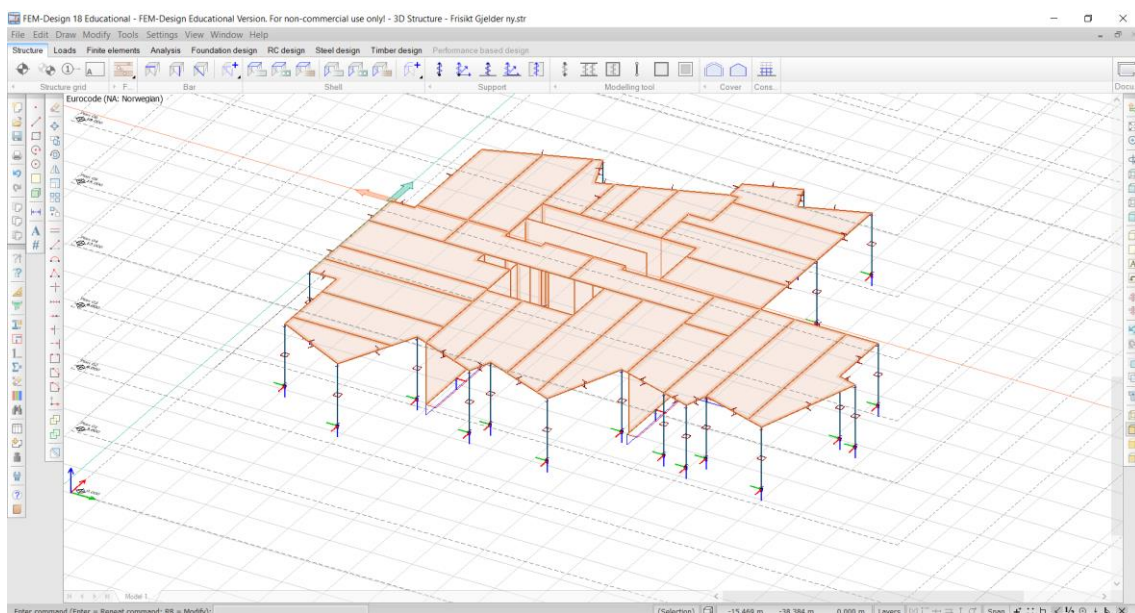 FEM-Design 18 Educational - FEM-Design Educational Version. For non-commercial use only! - 3D Structure - Frisikt Gjelder ny.str
File Edit Draw Modify Tools Settings View Window Help
Structure Loads Finite elements Analysis Foundation design RC design Steel design Timber design Performance based design
Structure grid F... Bar Shell Support Modelling tool Cover Cons... Docu
Eurocode (NA: Norwegian)
Model 1
Enter command (Enter = Repeat command; RB = Modify):
(Selection) -15.469 m -38.384 m 0.000 m Layers Snap